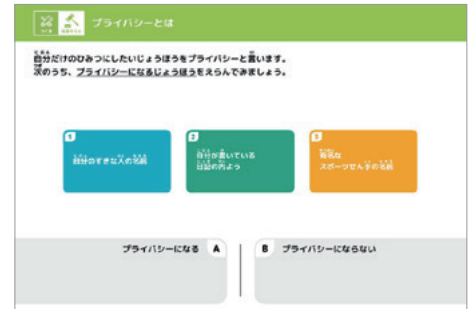 プライバシーとは
自分だけのひみつにしたいじょうほうをプライバシーと言います。
次のうち、プライバシーになるじょうほうをえらんでみましょう。
1
自分のすきな人の名前
2
自分が書いている
日記の内よう
3
有名な
スポーツせん手の名前
プライバシーになる A
B プライバシーにならない